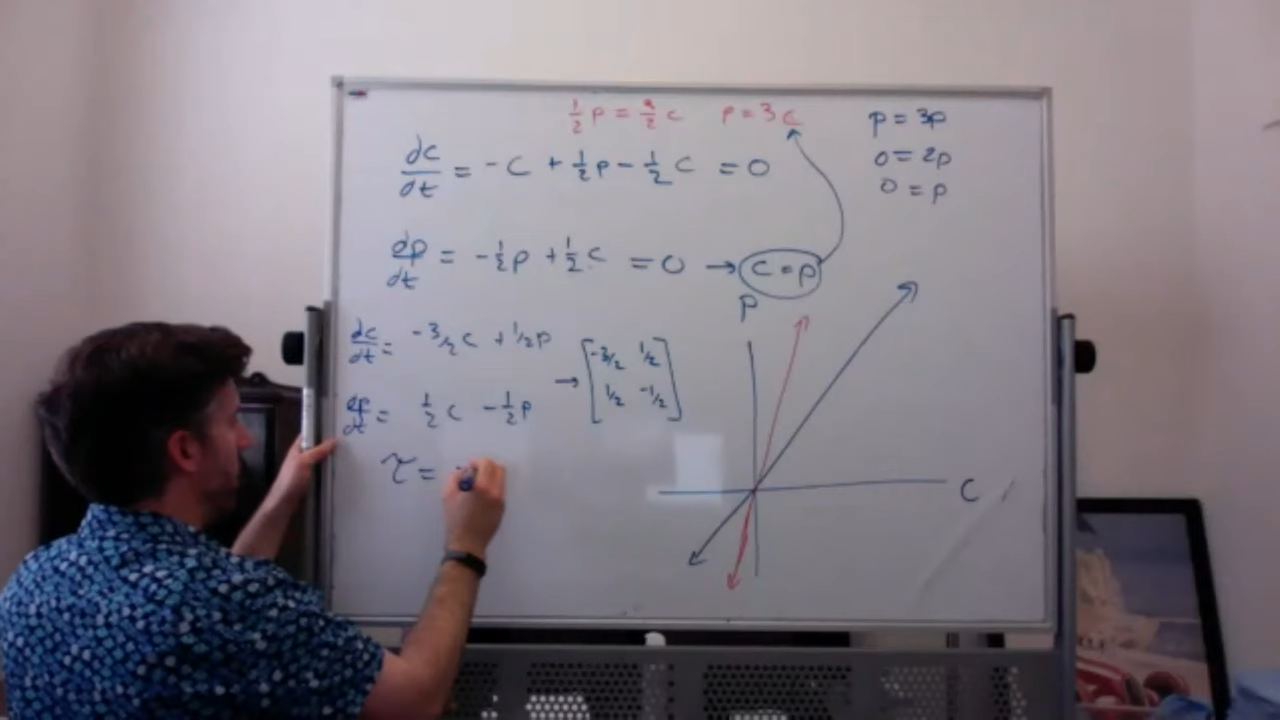 ½p = 3/2 c   p = 3c
dc/dt = -c + ½p - ½c = 0
p = 3p
0 = 2p
0 = p
dp/dt = -½p + ½c = 0 → c = p
p
dc/dt = -3/2 c + 1/2 p
dp/dt = ½c - ½p
→ [-3/2 1/2
1/2 -1/2]
τ = -
c